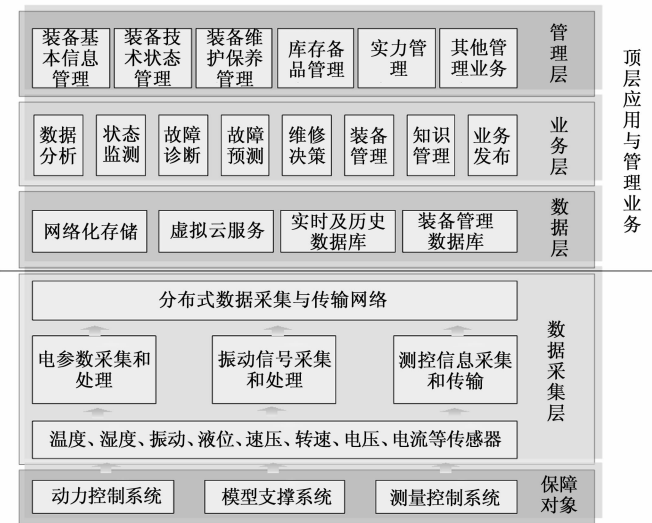 装备基
本信息
管理
装备技
术状态
管理
装备维
护保养
管理
库存备
品管理
实力管
理
其他管
理业务
管理层
数据
分析
状态
监测
故障
诊断
故障
预测
维修
决策
装备
管理
知识
管理
业务
发布
业务层
网络化存储
虚拟云服务
实时及历史
数据库
装备管理
数据库
数据层
顶层应用与管理业务
分布式数据采集与传输网络
电参数采集和
处理
振动信号采集
和处理
测控信息采集
和传输
温度、湿度、振动、液位、速压、转速、电压、电流等传感器
数据采集层
动力控制系统
模型支撑系统
测量控制系统
保障
对象